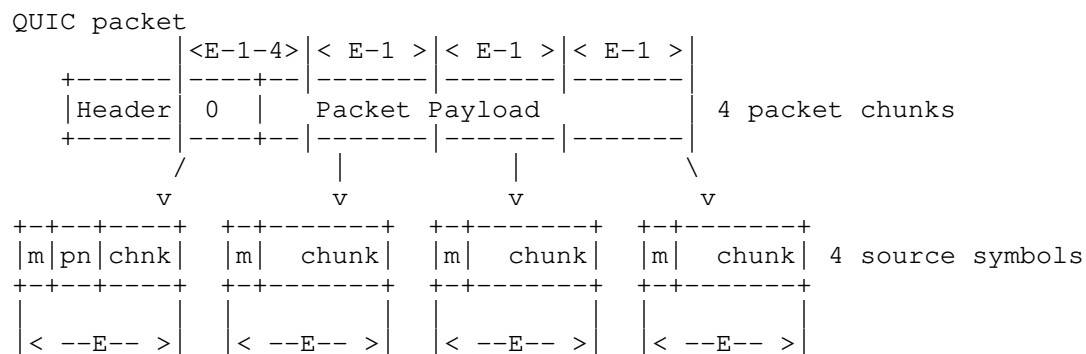 QUIC packet
|<E-1-4>|< E-1 >|< E-1 >|< E-1 >|
+------|----+--|-------|-------|-------|
|Header| 0  |   Packet Payload         | 4 packet chunks
+------|----+--|-------|-------|-------|
/ | | \
v v v v
+-+--+----+  +-+-------+  +-+-------+  +-+-------+
|m|pn|chnk|  |m|  chunk|  |m|  chunk|  |m|  chunk| 4 source symbols
+-+--+----+  +-+-------+  +-+-------+  +-+-------+
|         |  |         |  |         |  |         |
|< --E-- >|  |< --E-- >|  |< --E-- >|  |< --E-- >|